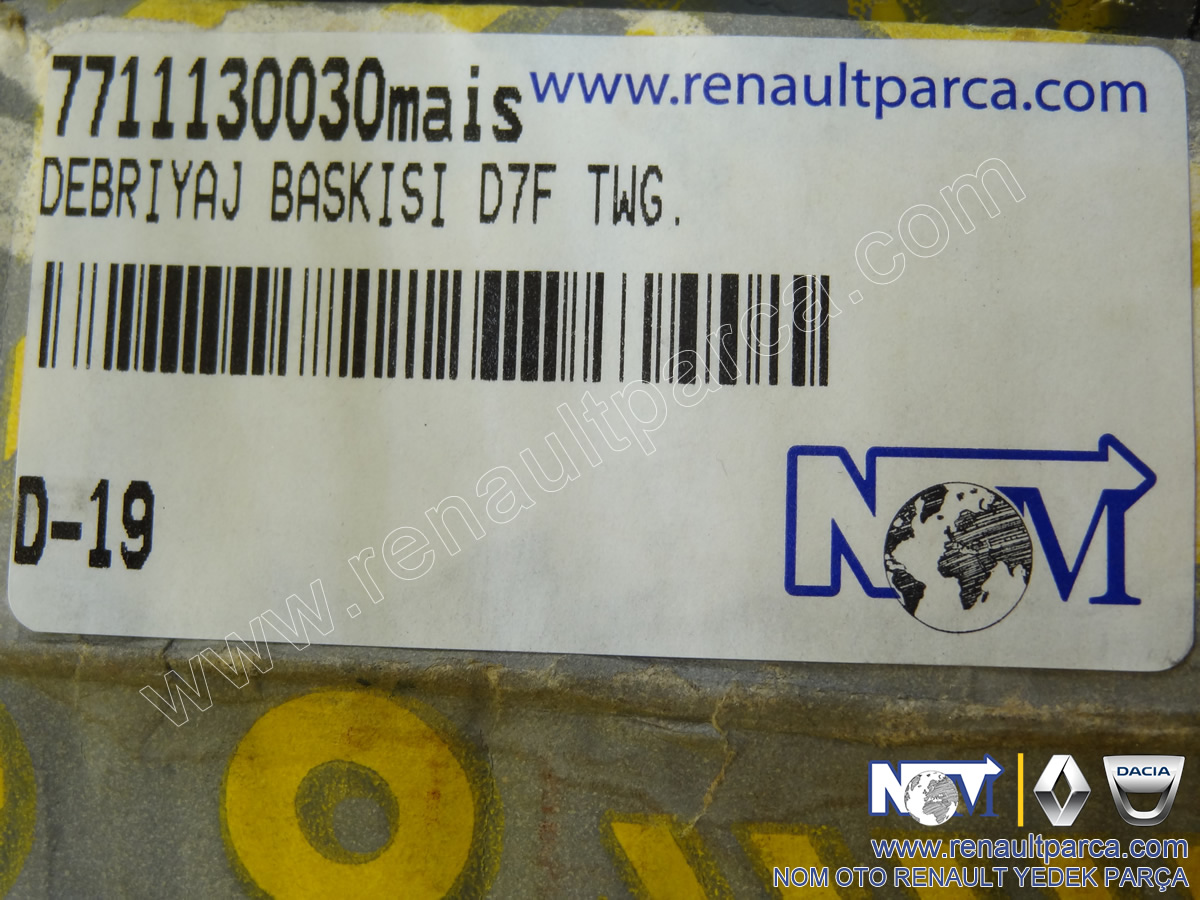 7711130030mais www.renaultparca.com
DEBRIYAJ BASKISI D7F TWG.
D-19
NOM
www.renaultparca.com
NOM DACIA
www.renaultparca.com
NOM OTO RENAULT YEDEK PARÇA